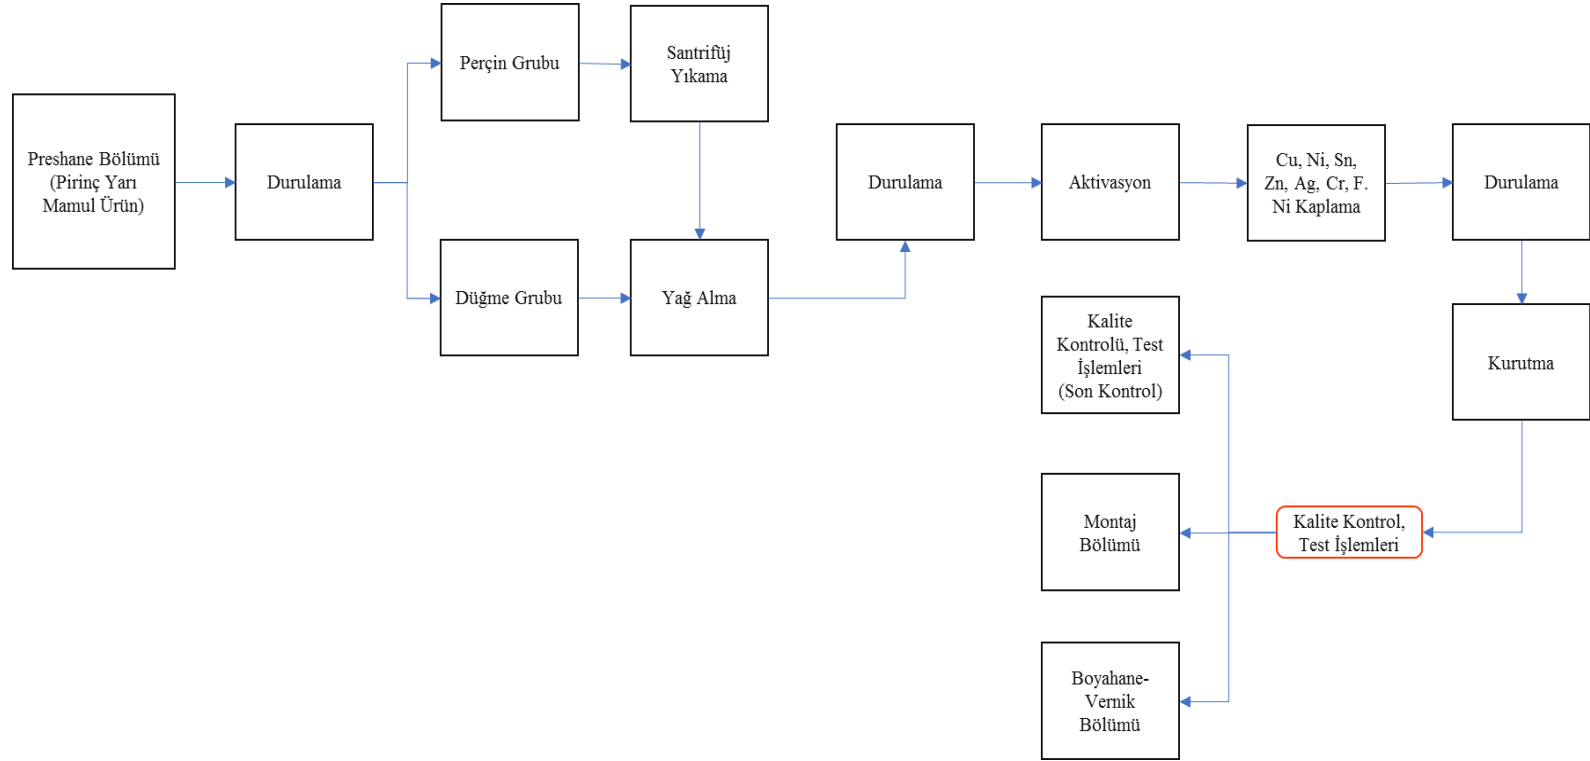 Preshane Bölümü
(Pirinç Yarı
Mamul Ürün)
Durulama
Perçin Grubu
Santrifüj
Yıkama
Düğme Grubu
Yağ Alma
Durulama
Aktivasyon
Cu, Ni, Sn,
Zn, Ag, Cr, F.
Ni Kaplama
Durulama
Kurutma
Kalite Kontrol,
Test İşlemleri
Kalite
Kontrolü, Test
İşlemleri
(Son Kontrol)
Montaj
Bölümü
Boyahane-
Vernik
Bölümü